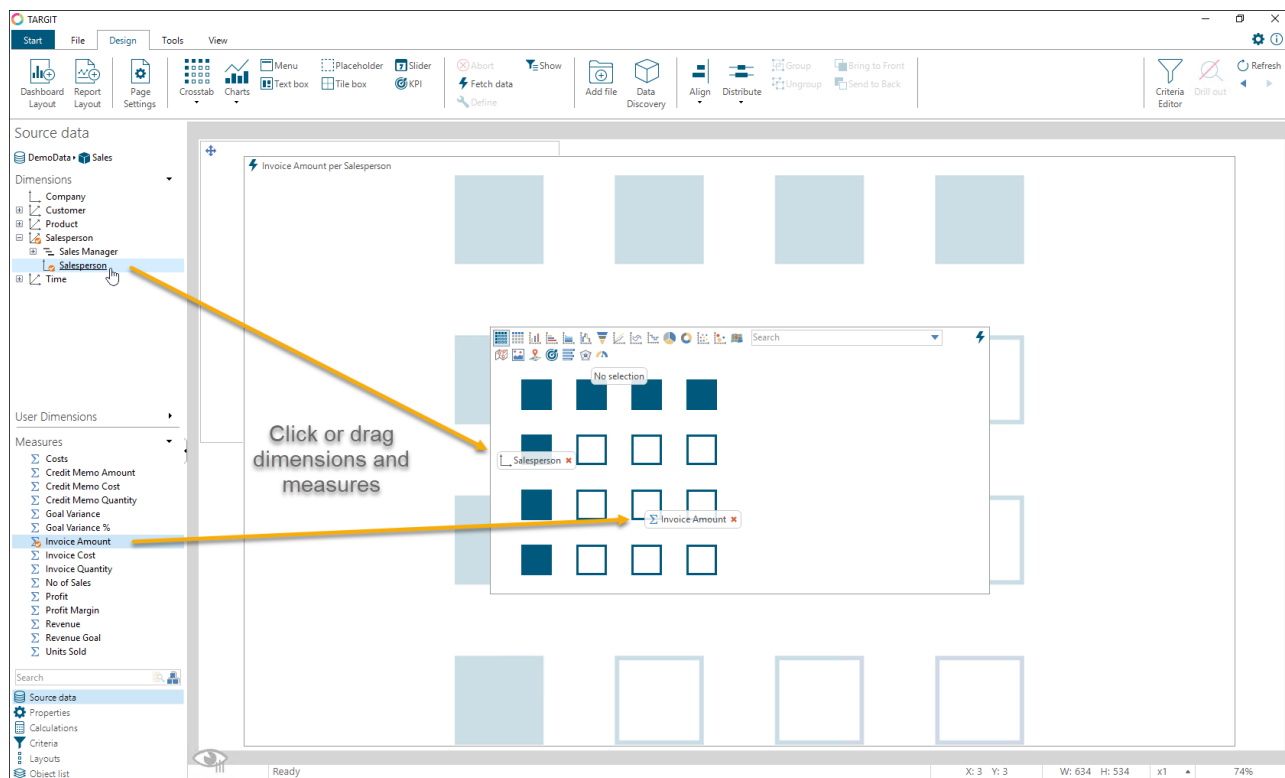 TARGIT
Start File Design Tools View
Dashboard Layout
Report Layout
Page Settings
Crosstab
Charts
Menu
Text box
Placeholder
Tile box
Slider
KPI
Abort
Fetch data
Define
Show
Add file
Data Discovery
Align
Distribute
Group
Ungroup
Bring to Front
Send to Back
Criteria Editor
Drill out
Refresh
Source data
DemoData Sales
Dimensions
Company
Customer
Product
Salesperson
Sales Manager
Salesperson
Time
User Dimensions
Measures
Σ Costs
Σ Credit Memo Amount
Σ Credit Memo Cost
Σ Credit Memo Quantity
Σ Goal Variance
Σ Goal Variance %
Σ Invoice Amount
Σ Invoice Cost
Σ Invoice Quantity
Σ No of Sales
Σ Profit
Σ Profit Margin
Σ Revenue
Σ Revenue Goal
Σ Units Sold
Search
Source data
Properties
Calculations
Criteria
Layouts
Object list
Invoice Amount per Salesperson
Search
No selection
Salesperson
Σ Invoice Amount
Click or drag
dimensions and
measures
Ready
X: 3 Y: 3 W: 634 H: 534 x1 74%